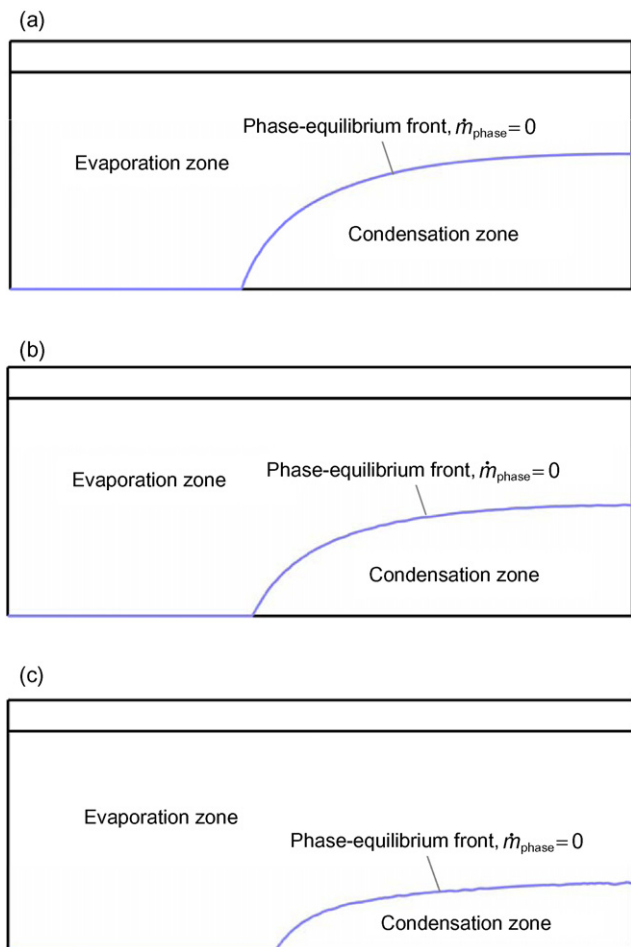 (a)
Phase-equilibrium front, ṁphase = 0
Evaporation zone
Condensation zone
(b)
Phase-equilibrium front, ṁphase = 0
Evaporation zone
Condensation zone
(c)
Evaporation zone
Phase-equilibrium front, ṁphase = 0
Condensation zone